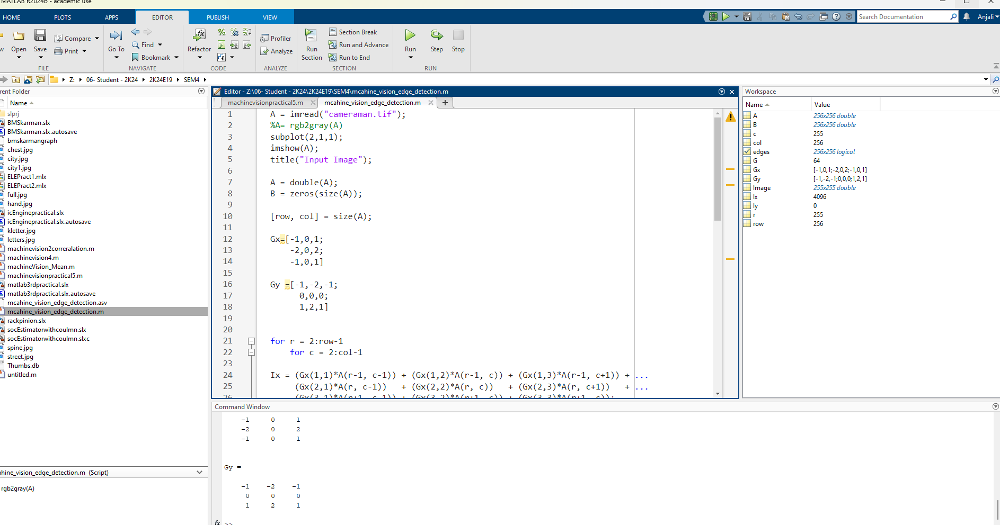 MATLAB R2024b - academic use
HOME PLOTS APPS EDITOR PUBLISH VIEW
Search Documentation
Anjali
Open Save
Compare
Print
FILE
Go To
Find
Bookmark
NAVIGATE
Refactor
CODE
Profiler
Analyze
ANALYZE
Run Section
Section Break
Run and Advance
Run to End
SECTION
Run Step Stop
RUN
Z: 06- Student - 2K24 2K24E19 SEM4
rent Folder
Name
slprj
BMSkarman.slx
BMSkarman.slx.autosave
bmskarmangraph
chest.jpg
city.jpg
city1.jpg
ELEPract1.mlx
ELEPract2.mlx
full.jpg
hand.jpg
icEnginepractical.slx
icEnginepractical.slx.autosave
kletter.jpg
letters.jpg
machinevision2correralation.m
machinevision4.m
machineVision_Mean.m
machinevisionpractical5.m
matlab3rdpractical.slx
matlab3rdpractical.slx.autosave
mcahine_vision_edge_detection.asv
mcahine_vision_edge_detection.m
rackpinion.slx
socEstimatorwithcoulmn.slx
socEstimatorwithcoulmn.slxc
spine.jpg
street.jpg
Thumbs.db
untitled.m
hine_vision_edge_detection.m (Script)
rgb2gray(A)
Editor - Z:\06- Student - 2K24\2K24E19\SEM4\mcahine_vision_edge_detection.m
machinevisionpractical5.m mcahine_vision_edge_detection.m
1 A = imread("cameraman.tif");
2 %A= rgb2gray(A)
3 subplot(2,1,1);
4 imshow(A);
5 title("Input Image");
6
7 A = double(A);
8 B = zeros(size(A));
9
10 [row, col] = size(A);
11
12 Gx=[-1,0,1;
13 -2,0,2;
14 -1,0,1]
15
16 Gy =[-1,-2,-1;
17 0,0,0;
18 1,2,1]
19
20
21 for r = 2:row-1
22 for c = 2:col-1
23
24 Ix = (Gx(1,1)*A(r-1, c-1)) + (Gx(1,2)*A(r-1, c)) + (Gx(1,3)*A(r-1, c+1)) + ...
25 (Gx(2,1)*A(r, c-1)) + (Gx(2,2)*A(r, c)) + (Gx(2,3)*A(r, c+1)) + ...
26
Workspace
Name Value
A 256x256 double
B 256x256 double
c 255
col 256
edges 256x256 logical
G 64
Gx [-1,0,1;-2,0,2;-1,0,1]
Gy [-1,-2,-1;0,0,0;1,2,1]
Image 255x255 double
Ix 4096
Iy 0
r 255
row 256
Command Window
-1 0 1
-2 0 2
-1 0 1
Gy =
-1 -2 -1
0 0 0
1 2 1
fx >>